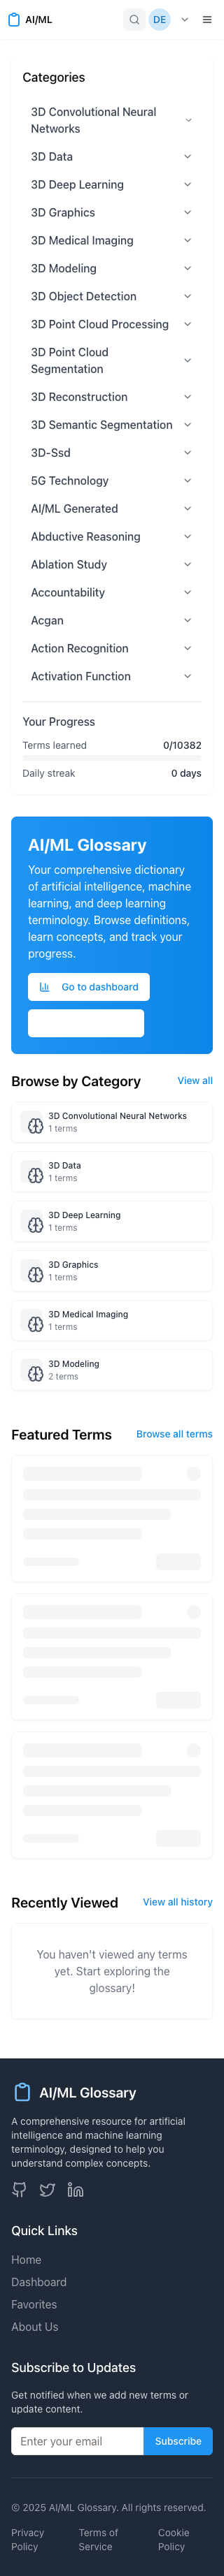 AI/ML
DE
Categories
3D Convolutional Neural
Networks
3D Data
3D Deep Learning
3D Graphics
3D Medical Imaging
3D Modeling
3D Object Detection
3D Point Cloud Processing
3D Point Cloud
Segmentation
3D Reconstruction
3D Semantic Segmentation
3D-Ssd
5G Technology
AI/ML Generated
Abductive Reasoning
Ablation Study
Accountability
Acgan
Action Recognition
Activation Function
Your Progress
Terms learned 0/10382
Daily streak 0 days
AI/ML Glossary
Your comprehensive dictionary
of artificial intelligence, machine
learning, and deep learning
terminology. Browse definitions,
learn concepts, and track your
progress.
Go to dashboard
Browse by Category View all
3D Convolutional Neural Networks
1 terms
3D Data
1 terms
3D Deep Learning
1 terms
3D Graphics
1 terms
3D Medical Imaging
1 terms
3D Modeling
2 terms
Featured Terms Browse all terms
Recently Viewed View all history
You haven't viewed any terms
yet. Start exploring the
glossary!
AI/ML Glossary
A comprehensive resource for artificial
intelligence and machine learning
terminology, designed to help you
understand complex concepts.
Quick Links
Home
Dashboard
Favorites
About Us
Subscribe to Updates
Get notified when we add new terms or
update content.
Enter your email Subscribe
© 2025 AI/ML Glossary. All rights reserved.
Privacy Terms of Cookie
Policy Service Policy